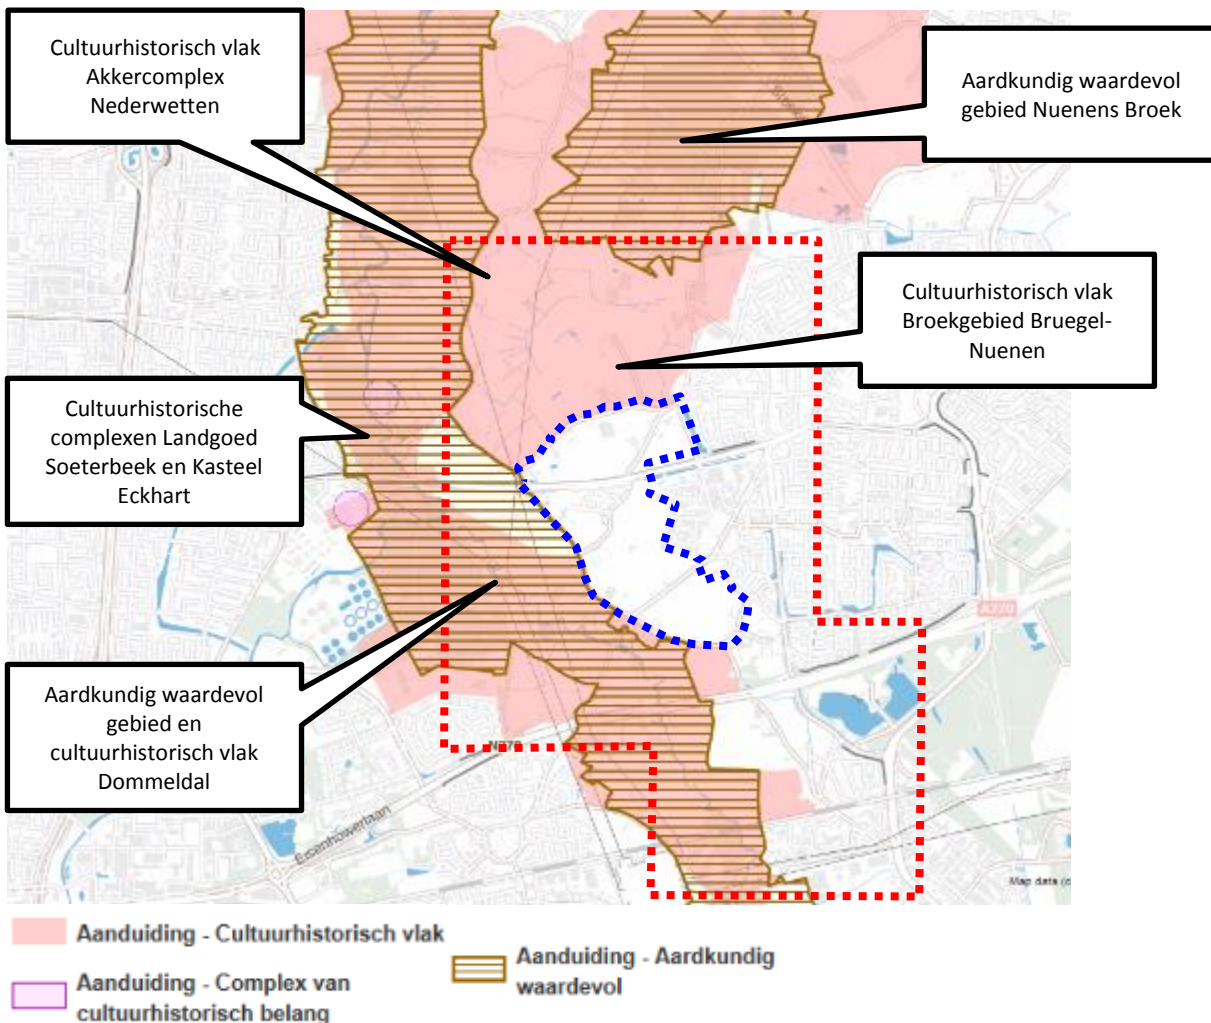 Cultuurhistorisch vlak
Akkercomplex
Nederwetten
Aardkundig waardevol
gebied Nuenens Broek
Cultuurhistorisch vlak
Broekgebied Bruegel-
Nuenen
Cultuurhistorische
complexen Landgoed
Soeterbeek en Kasteel
Eckhart
A270
Aardkundig waardevol
gebied en
cultuurhistorisch vlak
Dommeldal
N270
Eisenhowerlaan
Map data (c
Aanduiding - Cultuurhistorisch vlak
Aanduiding - Complex van
cultuurhistorisch belang
Aanduiding - Aardkundig
waardevol